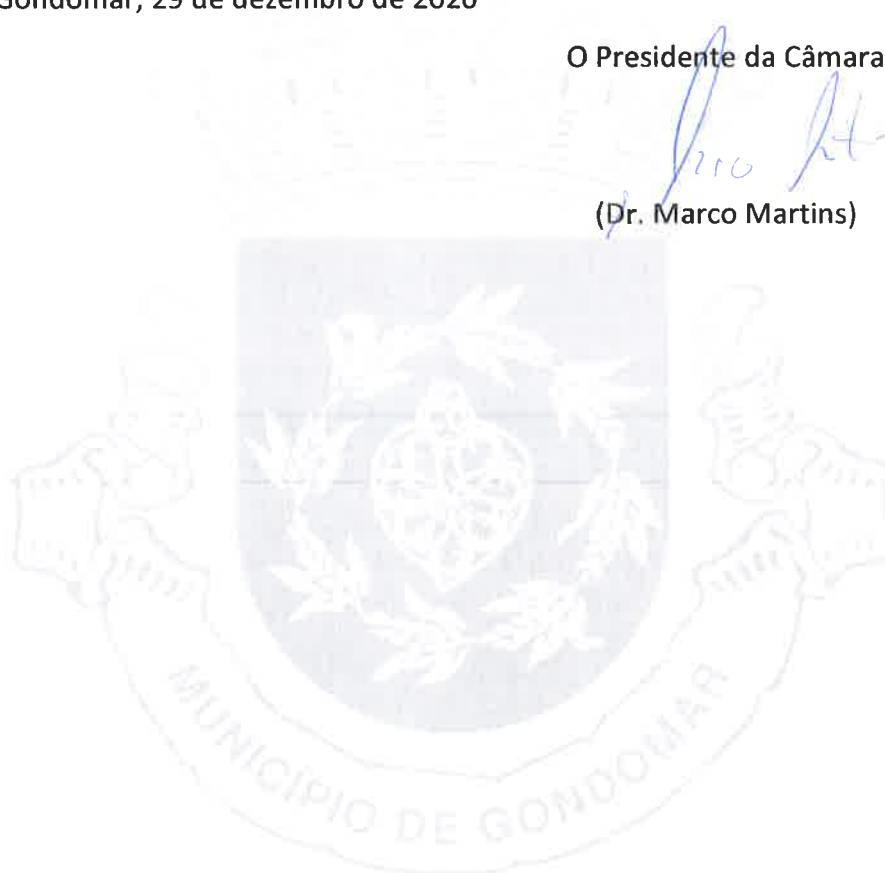 Gondomar, 29 de dezembro de 2020
O Presidente da Câmara
(Dr. Marco Martins)
MUNICÍPIO DE GONDOMAR